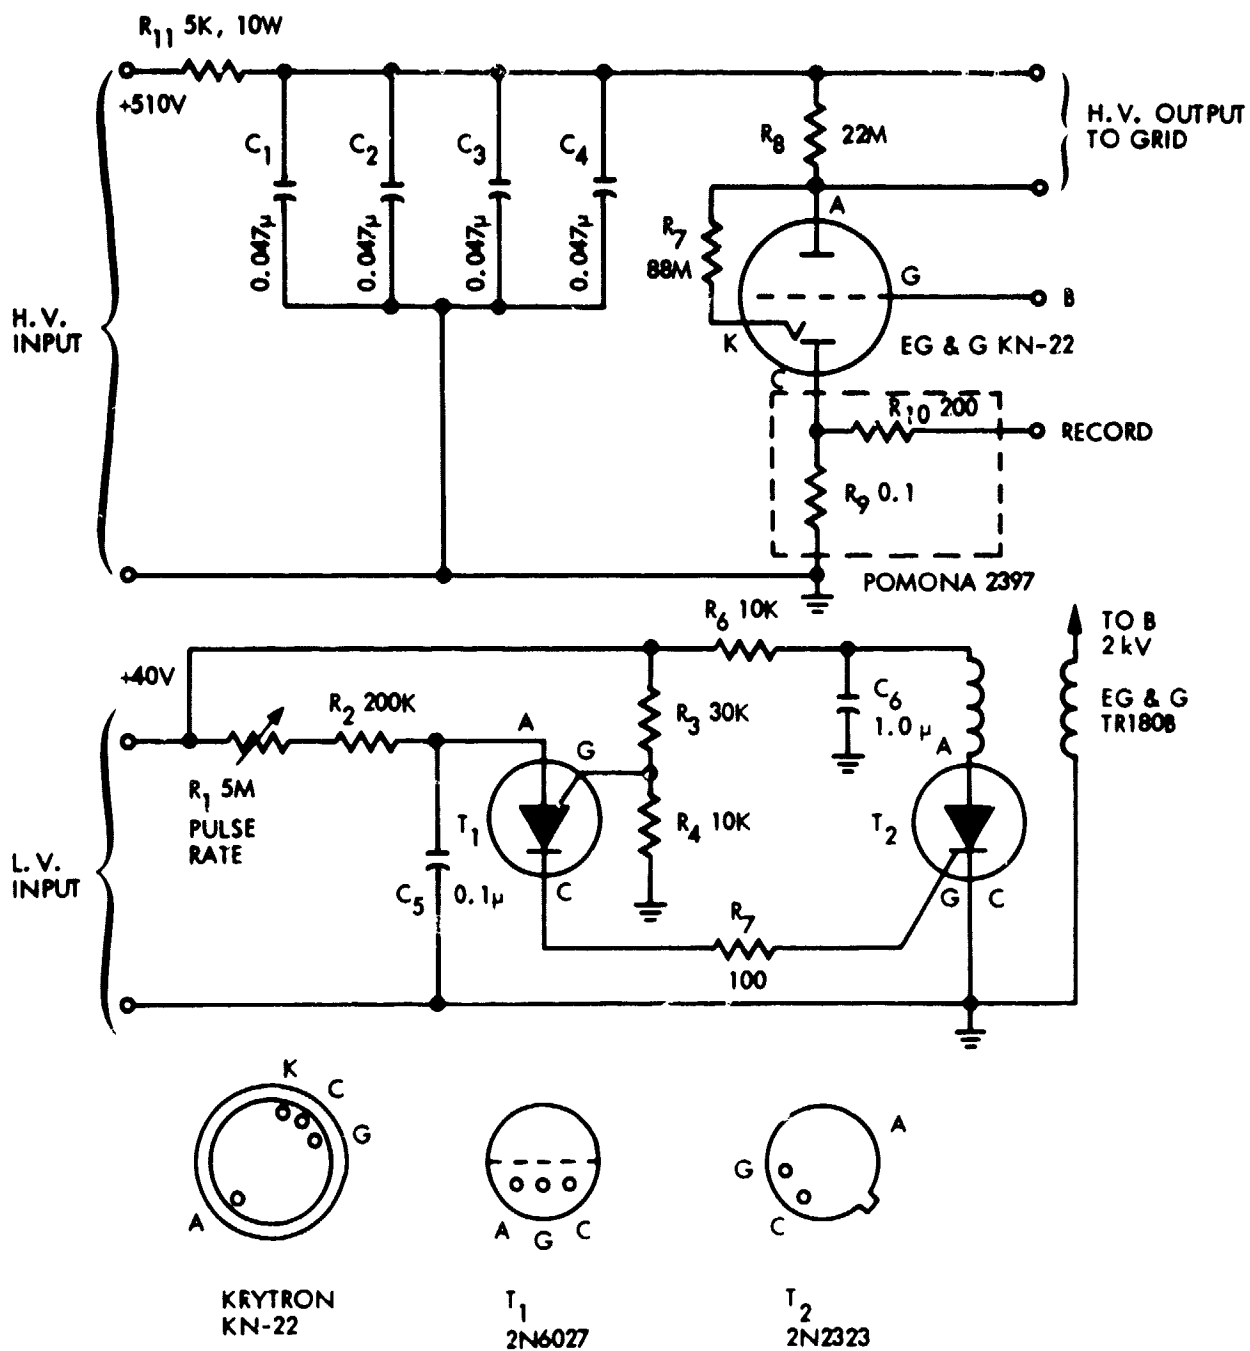 R11 5K, 10W
+510V
C1
C2
C3
C4
0.047μ
0.047μ
0.047μ
0.047μ
R8
22M
H.V. OUTPUT
TO GRID
A
R7
88M
G
B
K
EG & G KN-22
C
R10 200
RECORD
R9 0.1
POMONA 2397
H.V.
INPUT
R6 10K
TO B
2 kV
+40V
EG & G
TR180B
C6
1.0 μ
R2 200K
A
G
R3 30K
A
R1 5M
PULSE
RATE
T1
R4 10K
T2
L.V.
INPUT
C5
0.1μ
C
R7
100
G
C
K
C
G
A
A
G
C
A
G
C
KRYTRON
KN-22
T1
2N6027
T2
2N2323